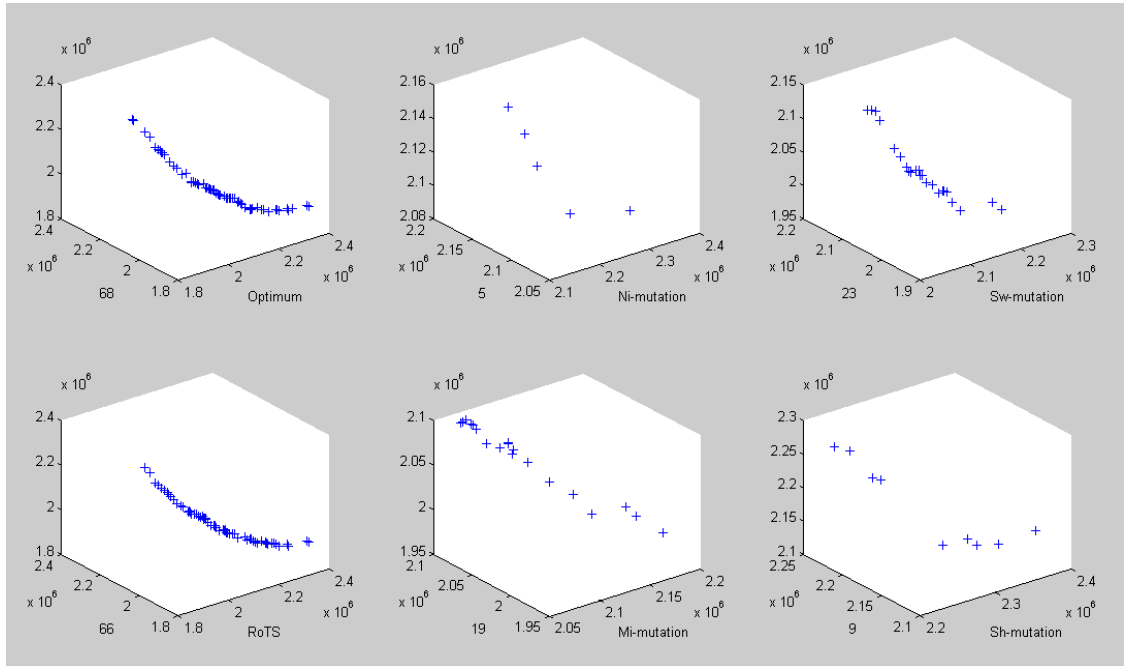 x 10^6 x 10^6 x 10^6
2.4 2.16 2.15
2.2 2.14 2.1
2 2.12 2.05
2.1 2
1.8 2.08 1.95
2.4 2.4 2.2 2.4 2.2 2.3
2.2 2.2 2.15 2.3 2.1 2.2
x 10^6 2 2 x 10^6 x 10^6 2.1 2.2 x 10^6 x 10^6 2 2.1 x 10^6
68 1.8 1.8 Optimum 5 2.05 2.1 Ni-mutation 23 1.9 2 Sw-mutation
x 10^6 x 10^6 x 10^6
2.4 2.1 2.3
2.2 2.05 2.25
2 2 2.2
2.15
1.8 1.95 2.1
2.4 2.4 2.1 2.2 2.25 2.4
2.2 2.2 2.05 2.15 2.2 2.3
x 10^6 2 2 x 10^6 x 10^6 2 2.1 x 10^6 x 10^6 2.15 x 10^6
66 1.8 1.8 RoTS 19 1.95 2.05 Mi-mutation 9 2.1 2.2 Sh-mutation